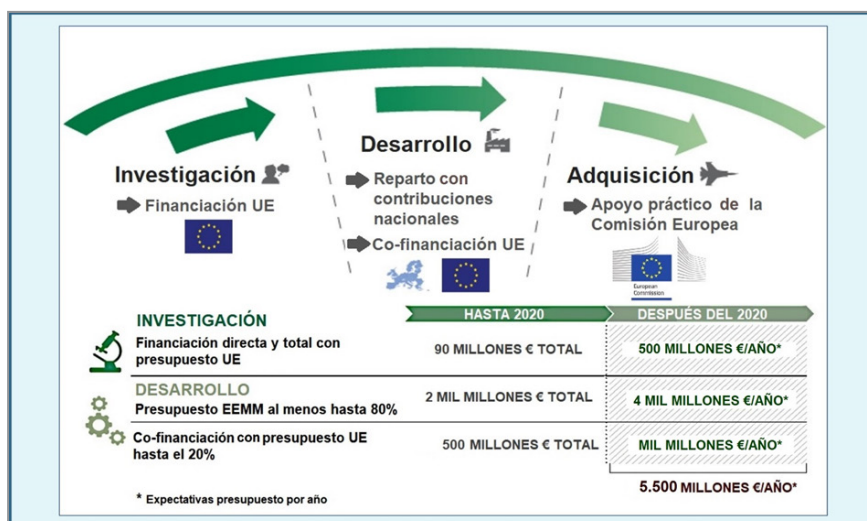 Investigación
Financiación UE
Desarrollo
Reparto con
contribuciones
nacionales
Co-financiación UE
Adquisición
Apoyo práctico de la
Comisión Europea
European
Commission
HASTA 2020
DESPUÉS DEL 2020
INVESTIGACIÓN
Financiación directa y total con
presupuesto UE
90 MILLONES € TOTAL
500 MILLONES €/AÑO*
DESARROLLO
Presupuesto EEMM al menos hasta 80%
2 MIL MILLONES € TOTAL
4 MIL MILLONES €/AÑO*
Co-financiación con presupuesto UE
hasta el 20%
500 MILLONES € TOTAL
MIL MILLONES €/AÑO*
5.500 MILLONES €/AÑO*
* Expectativas presupuesto por año